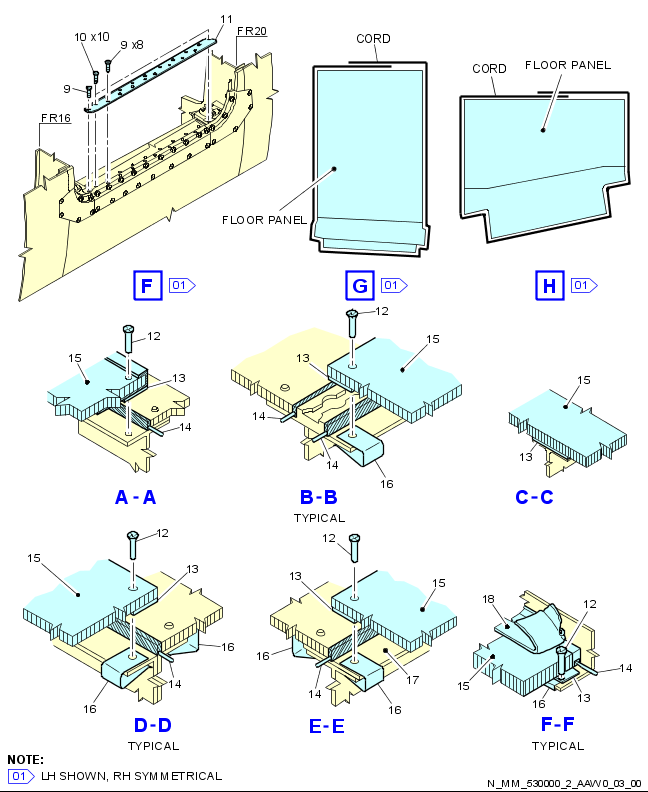 11
10 x10
9 x8
FR20
9
FR16
CORD
FLOOR PANEL
CORD
FLOOR PANEL
F 01
G 01
H 01
12
15
13
14
A - A
12
13
15
14
14
16
B - B
TYPICAL
15
13
C - C
12
15
13
16
14
16
D - D
TYPICAL
12
13
15
16
14
17
16
E - E
18
12
15
14
16
13
F - F
TYPICAL
NOTE:
01 LH SHOWN, RH SYMMETRICAL
N_MM_530000_2_AAW0_03_00